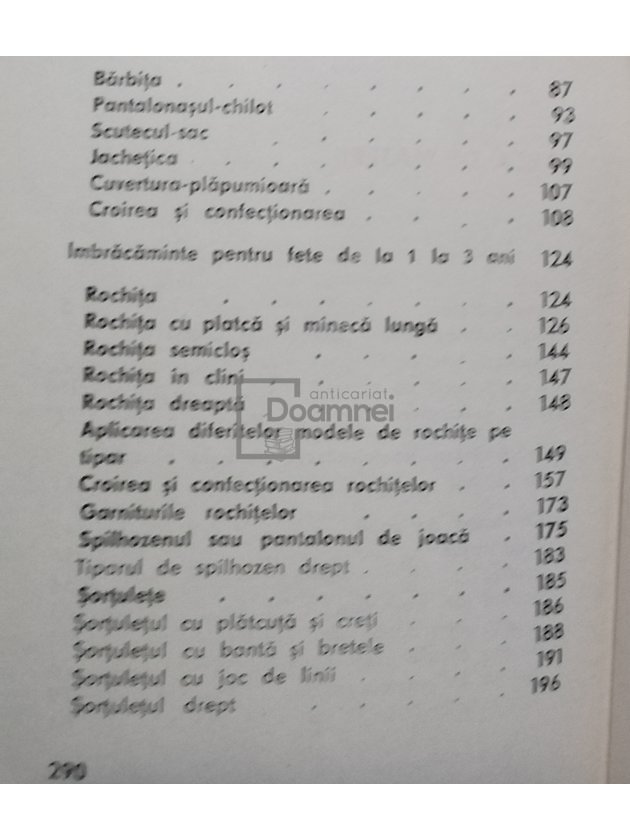 Bărbița . . . . . . . . 87
Pantalonașul-chilot . . . . . 93
Scutecul-sac . . . . . . 97
Jachețica . . . . . . . 99
Cuvertura-plăpumioară . . . . . 107
Croirea și confecționarea . . . . 108
Imbrăcăminte pentru fete de la 1 la 3 ani 124
Rochița . . . . . . . 124
Rochița cu platcă și mînecă lungă . . 126
Rochița semicloș . . . . . 144
Rochița în clini . . . . . . 147
Rochița dreaptă . . . . . 148
anticariat
Doamnei
Aplicarea diferitelor modele de rochițe pe
tipar . . . . . . . . 149
Croirea și confecționarea rochițelor . . 157
Garniturile rochițelor . . . . 173
Spilhozenul sau pantalonul de joacă . 175
Tiparul de spilhozen drept . . . . 183
Șorțulețe . . . . . . . 185
Șorțulețul cu plătcuță și creți . . . 186
Șorțulețul cu bantă și bretele . . . 188
Șorțulețul cu joc de linii . . . . 191
Șorțulețul drept . . . . . 196
290